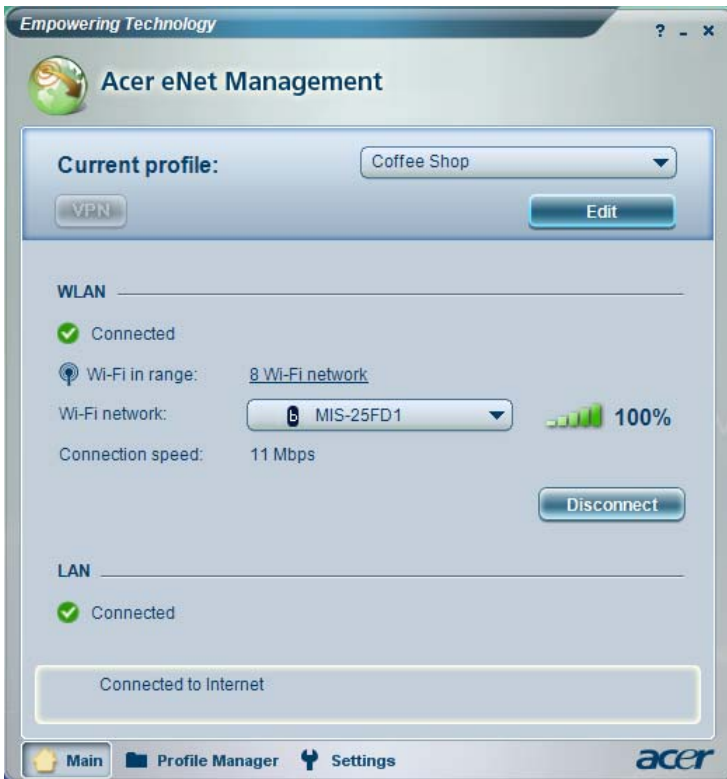 Empowering Technology
? - ×
Acer eNet Management
Current profile: Coffee Shop
VPN Edit
WLAN
Connected
Wi-Fi in range: 8 Wi-Fi network
Wi-Fi network: b MIS-25FD1 100%
Connection speed: 11 Mbps
Disconnect
LAN
Connected
Connected to Internet
Main Profile Manager Settings acer